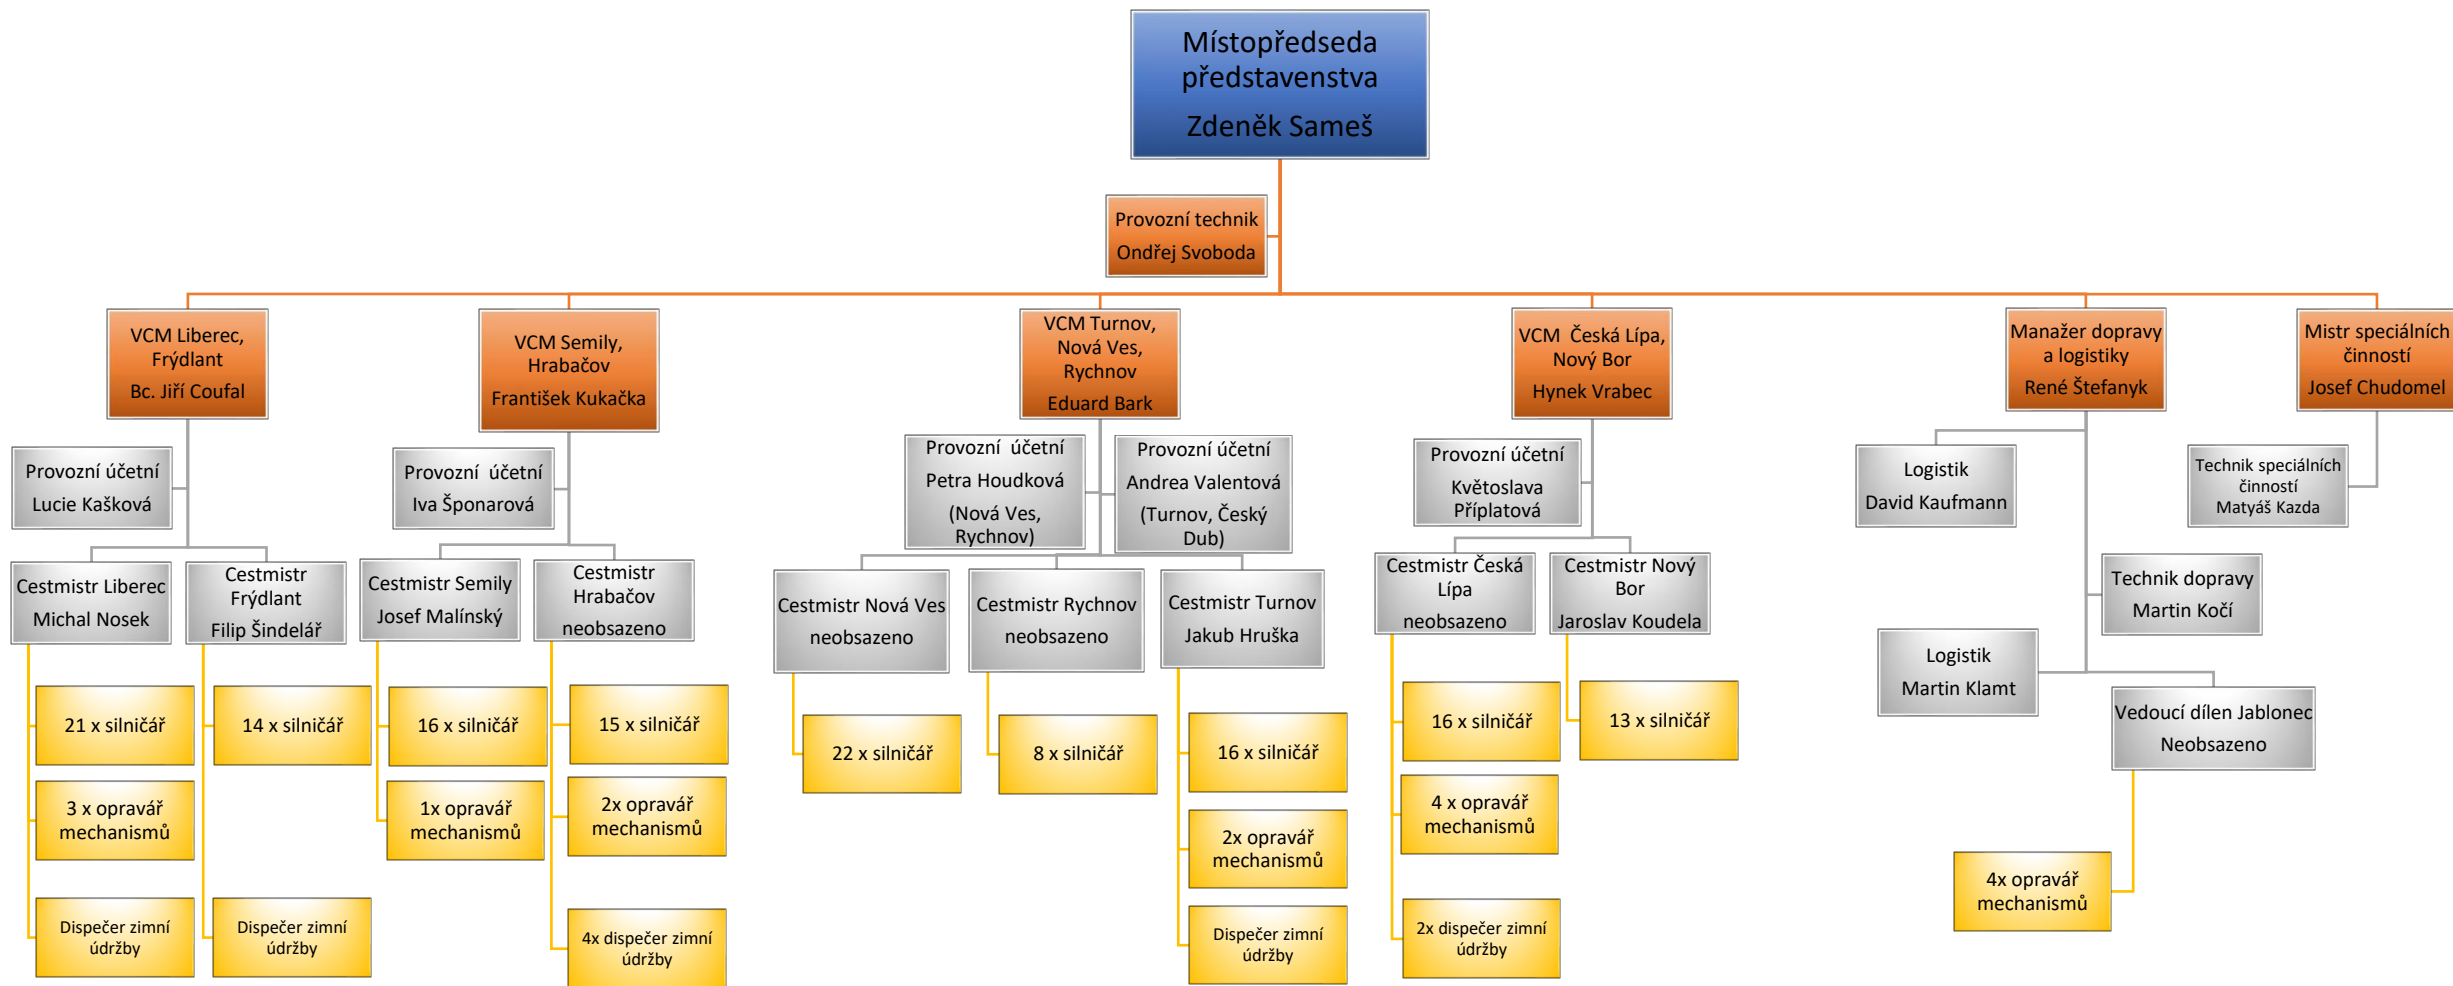 Místopředseda
představenstva
Zdeněk Sameš
Provozní technik
Ondřej Svoboda
VCM Liberec,
Frýdlant
Bc. Jiří Coufal
VCM Semily,
Hrabačov
František Kukačka
VCM Turnov,
Nová Ves,
Rychnov
Eduard Bark
VCM Česká Lípa,
Nový Bor
Hynek Vrabec
Manažer dopravy
a logistiky
René Štefanyk
Mistr speciálních
činností
Josef Chudomel
Provozní účetní
Lucie Kašková
Provozní účetní
Iva Šponarová
Provozní účetní
Petra Houdková
(Nová Ves,
Rychnov)
Provozní účetní
Andrea Valentová
(Turnov, Český
Dub)
Provozní účetní
Květoslava
Příplatová
Logistik
David Kaufmann
Technik speciálních
činností
Matyáš Kazda
Cestmistr Liberec
Michal Nosek
Cestmistr
Frýdlant
Filip Šindelář
Cestmistr Semily
Josef Malínský
Cestmistr
Hrabačov
neobsazeno
Cestmistr Nová Ves
neobsazeno
Cestmistr Rychnov
neobsazeno
Cestmistr Turnov
Jakub Hruška
Cestmistr Česká
Lípa
neobsazeno
Cestmistr Nový
Bor
Jaroslav Koudela
Technik dopravy
Martin Kočí
Logistik
Martin Klamt
Vedoucí dílen Jablonec
Neobsazeno
21 x silničář
14 x silničář
16 x silničář
15 x silničář
22 x silničář
8 x silničář
16 x silničář
16 x silničář
13 x silničář
3 x opravář
mechanismů
1x opravář
mechanismů
2x opravář
mechanismů
2x opravář
mechanismů
4 x opravář
mechanismů
4x opravář
mechanismů
Dispečer zimní
údržby
Dispečer zimní
údržby
4x dispečer zimní
údržby
Dispečer zimní
údržby
2x dispečer zimní
údržby